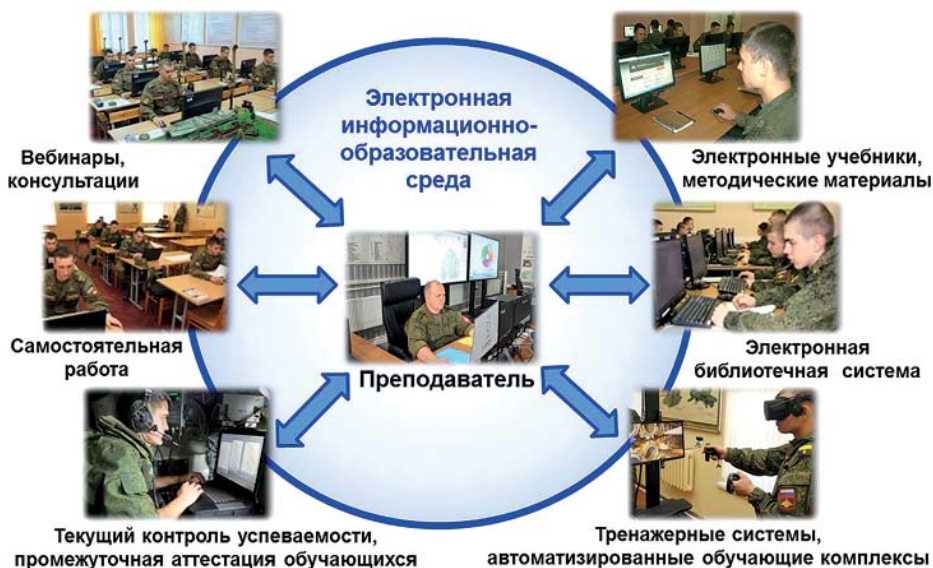 Электронная
информационно-
образовательная
среда
Вебинары,
консультации
Электронные учебники,
методические материалы
Самостоятельная
работа
Преподаватель
Электронная
библиотечная система
Текущий контроль успеваемости,
промежуточная аттестация обучающихся
Тренажерные системы,
автоматизированные обучающие комплексы